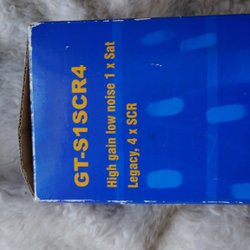 GT-S1SCR4
High gain low noise 1 x Sat
Legacy, 4 x SCR